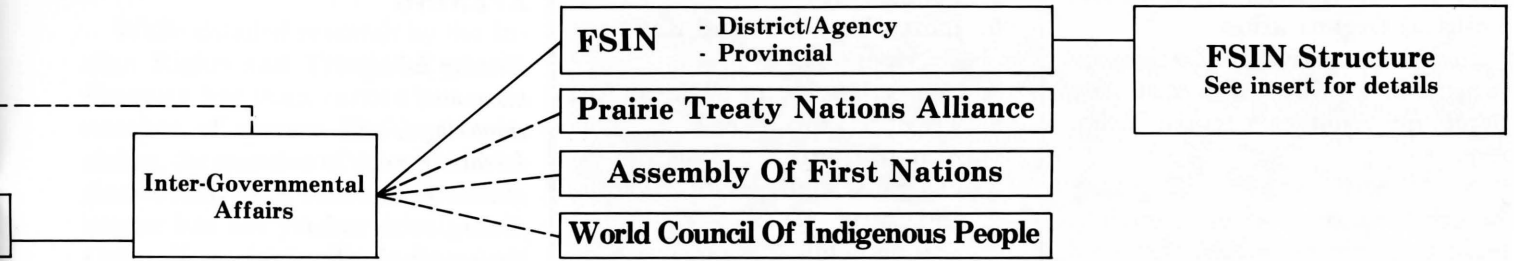 FSIN - District/Agency
- Provincial
FSIN Structure
See insert for details
Prairie Treaty Nations Alliance
Inter-Governmental
Affairs
Assembly Of First Nations
World Council Of Indigenous People